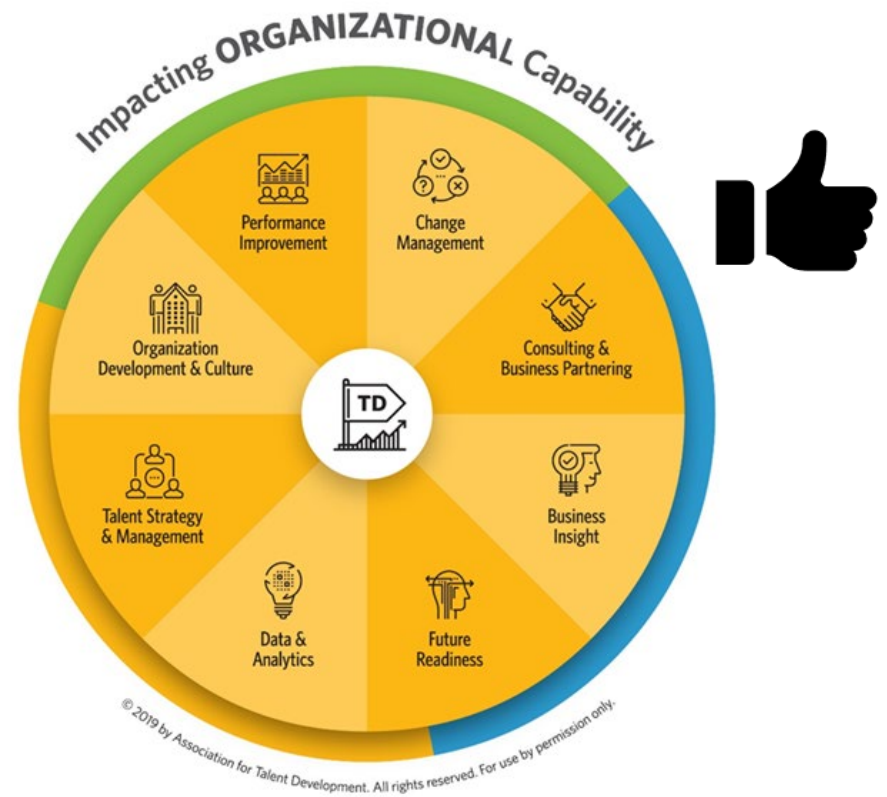 Impacting ORGANIZATIONAL Capability
Performance
Improvement
Change
Management
Organization
Development & Culture
Consulting &
Business Partnering
TD
Talent Strategy
& Management
Business
Insight
Data &
Analytics
Future
Readiness
© 2019 by Association for Talent Development. All rights reserved. For use by permission only.